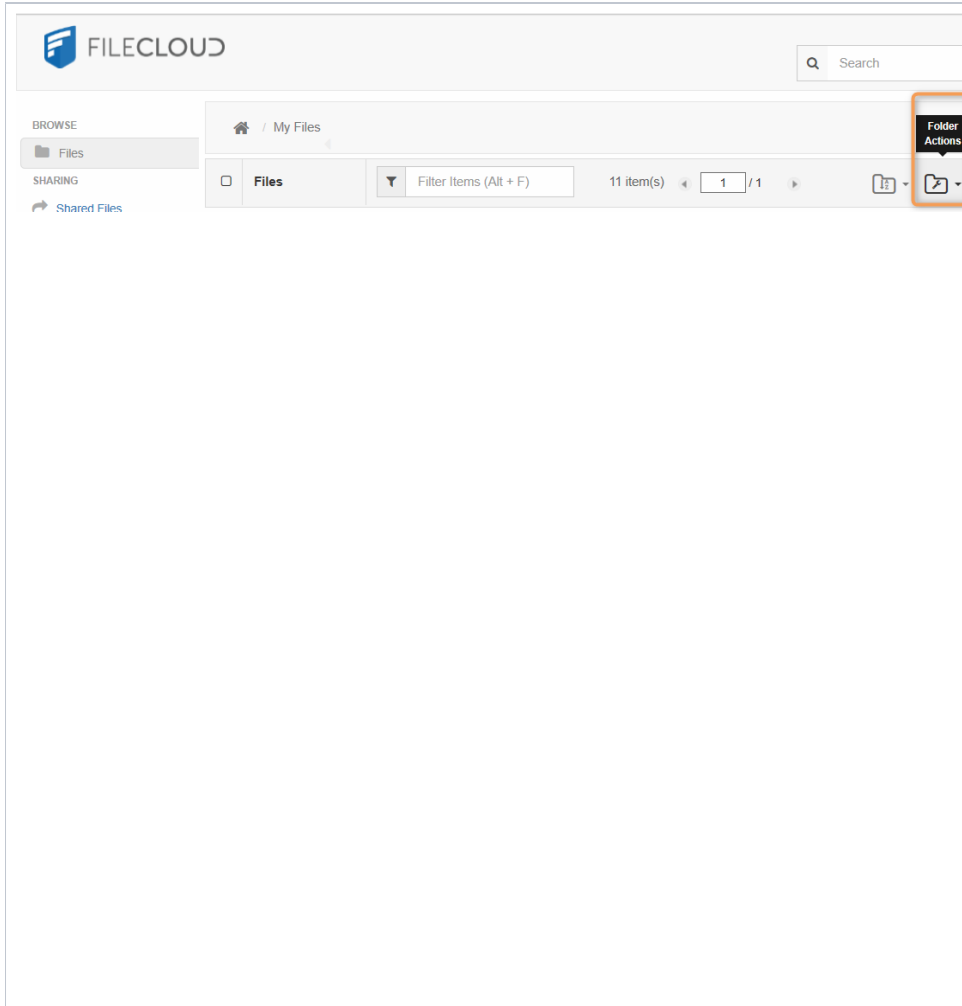 FILECLOUD
Search
BROWSE
Files
SHARING
Shared Files
/ My Files
Folder
Actions
Files
Filter Items (Alt + F)
11 item(s)
1 / 1